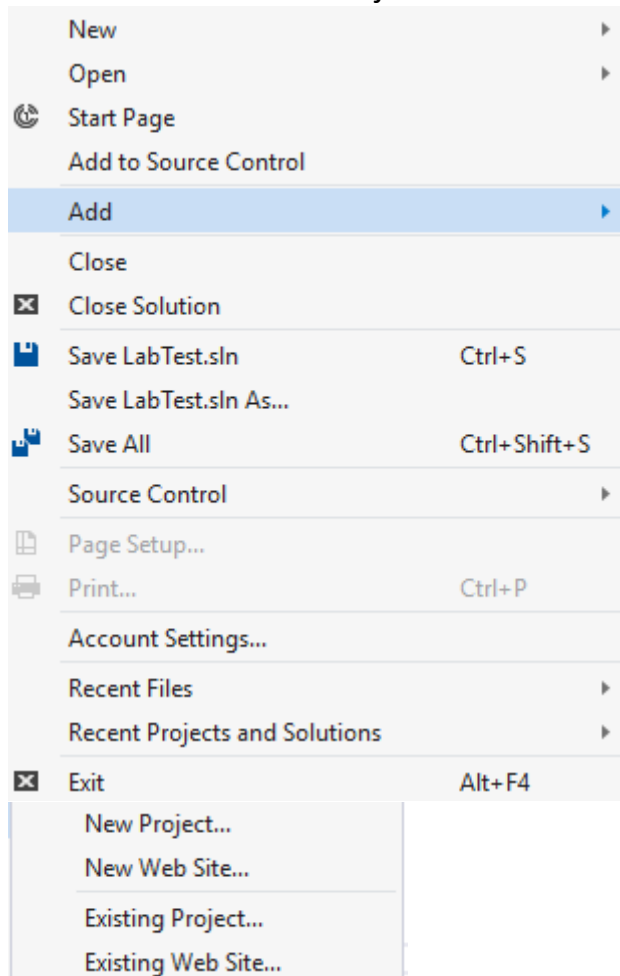 New
Open
Start Page
Add to Source Control
Add
Close
Close Solution
Save LabTest.sln Ctrl+S
Save LabTest.sln As...
Save All Ctrl+Shift+S
Source Control
Page Setup...
Print... Ctrl+P
Account Settings...
Recent Files
Recent Projects and Solutions
Exit Alt+F4
New Project...
New Web Site...
Existing Project...
Existing Web Site...